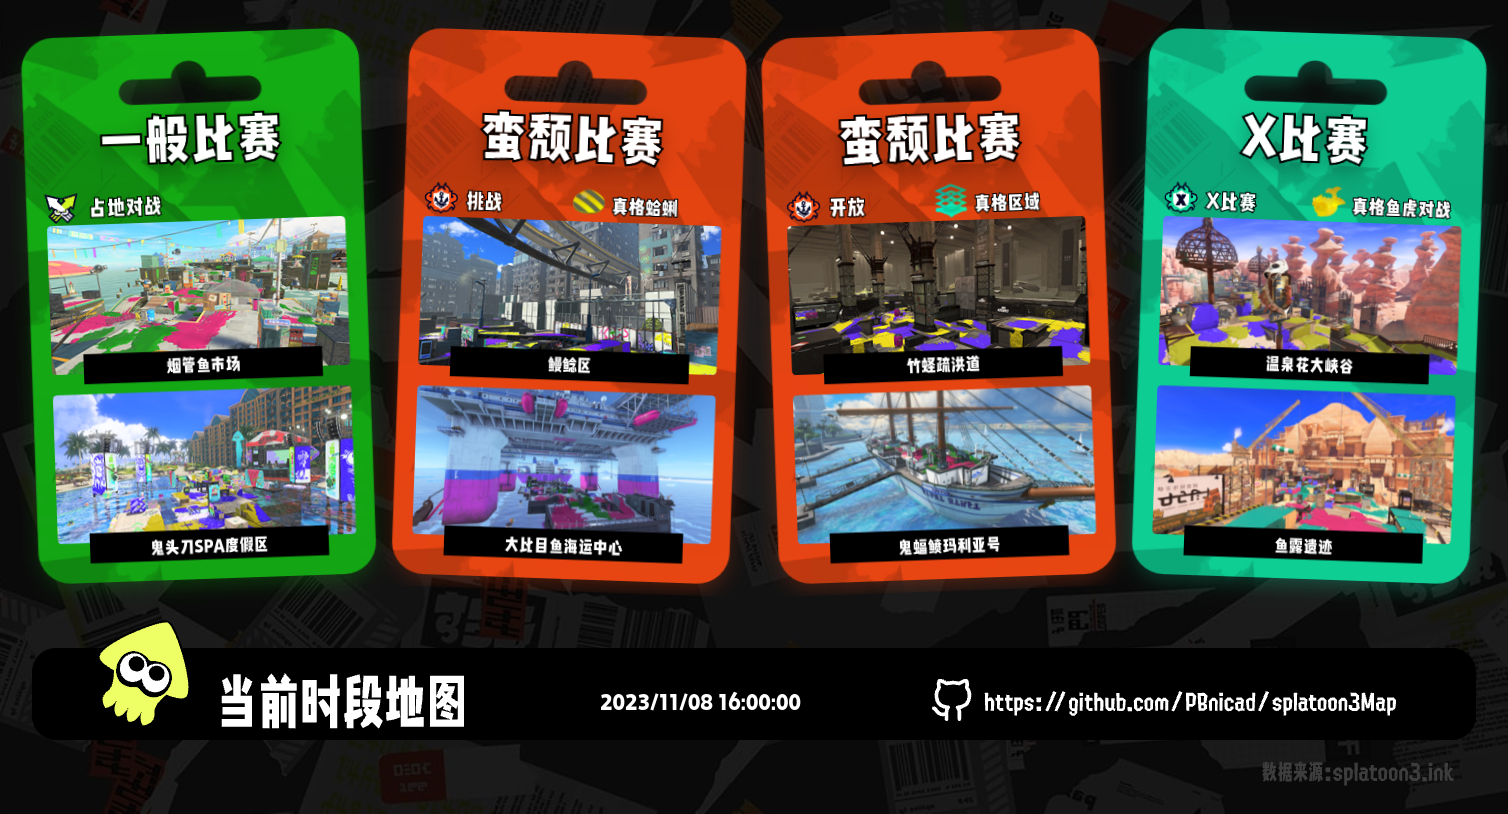 一般比赛
占地对战
烟管鱼市场
鬼头刀SPA度假区
蛮颓比赛
挑战
真格蛤蜊
鳗鲶区
大比目鱼海运中心
蛮颓比赛
开放
真格区域
竹蛏疏洪道
鬼蝠鲼玛利亚号
X比赛
X比赛
真格鱼虎对战
温泉花大峡谷
鱼露遗迹
当前时段地图
2023/11/08 16:00:00
https://github.com/PBnicad/splatoon3Map
数据来源:splatoon3.ink